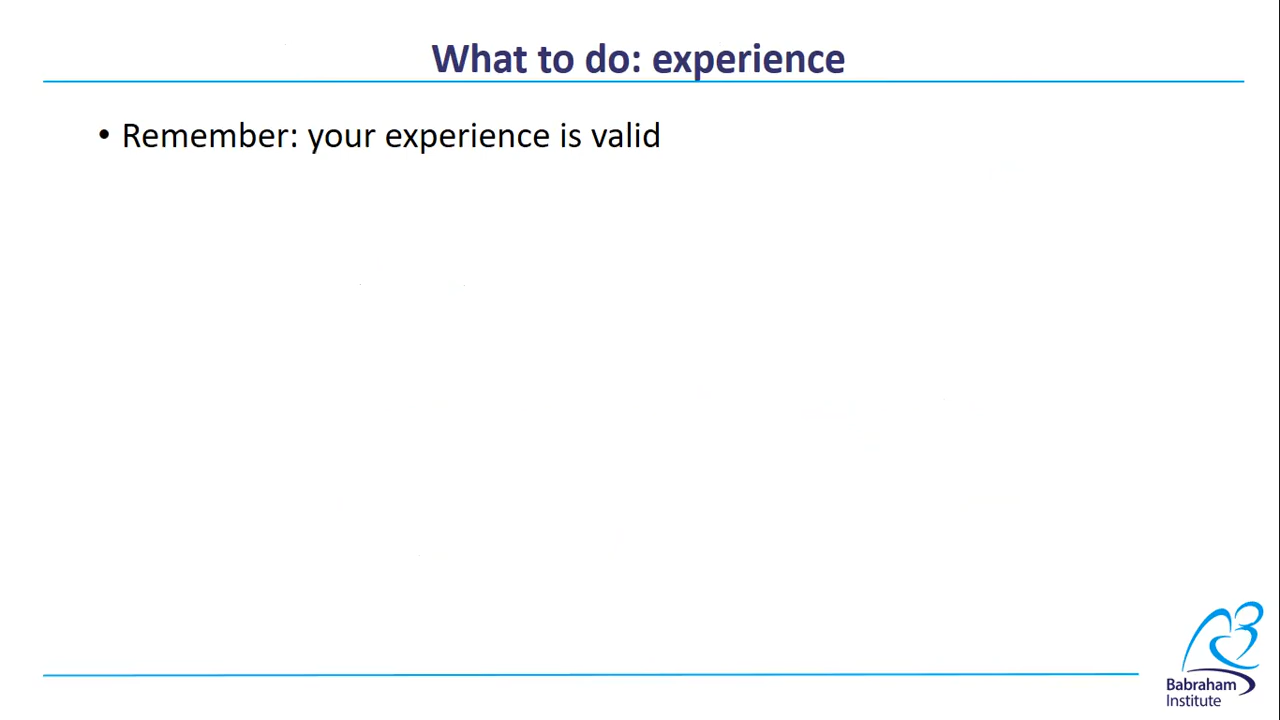 What to do: experience
• Remember: your experience is valid
Babraham
Institute